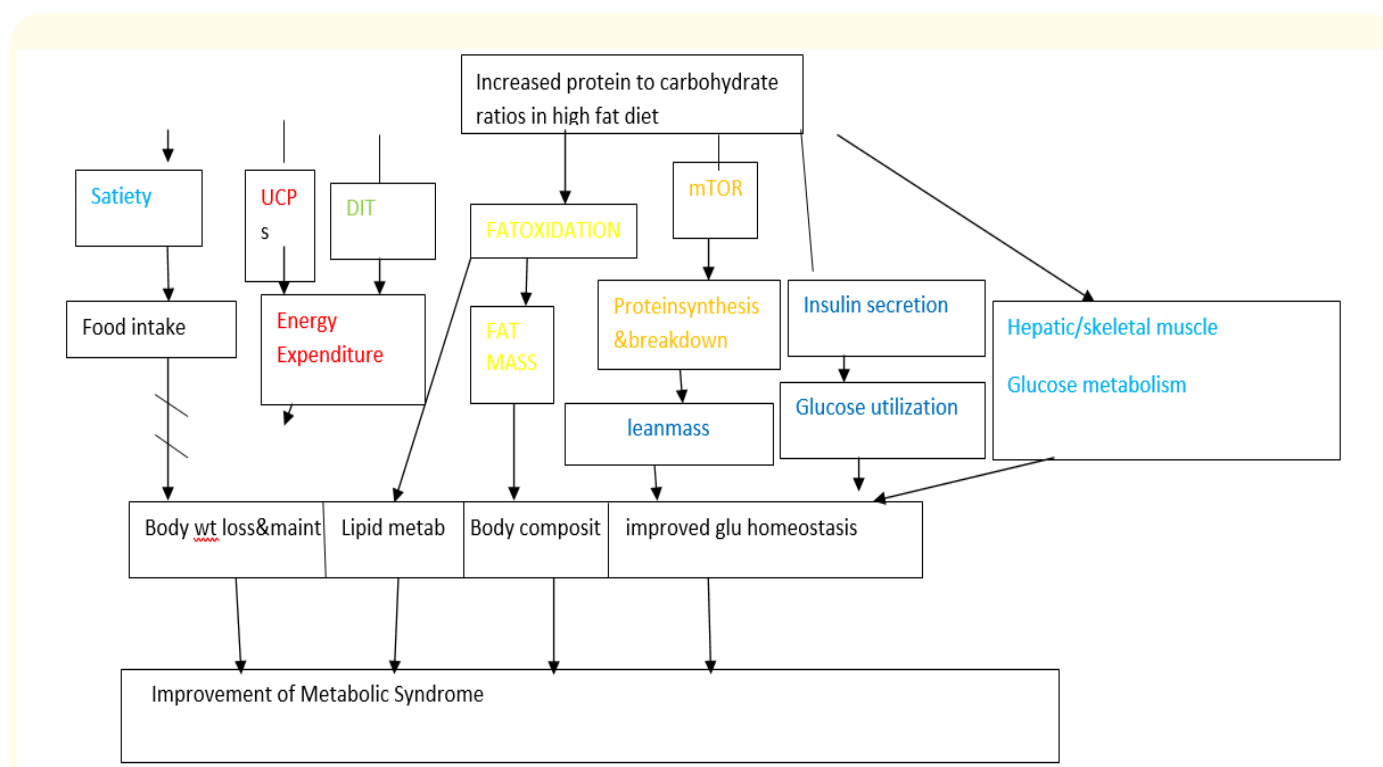 Increased protein to carbohydrate
ratios in high fat diet
Satiety
UCP
s
DIT
FATOXIDATION
mTOR
Food intake
Energy
Expenditure
FAT
MASS
Proteinsynthesis
&breakdown
Insulin secretion
Hepatic/skeletal muscle
Glucose metabolism
leanmass
Glucose utilization
Body wt loss&maint
Lipid metab
Body composit
improved glu homeostasis
Improvement of Metabolic Syndrome